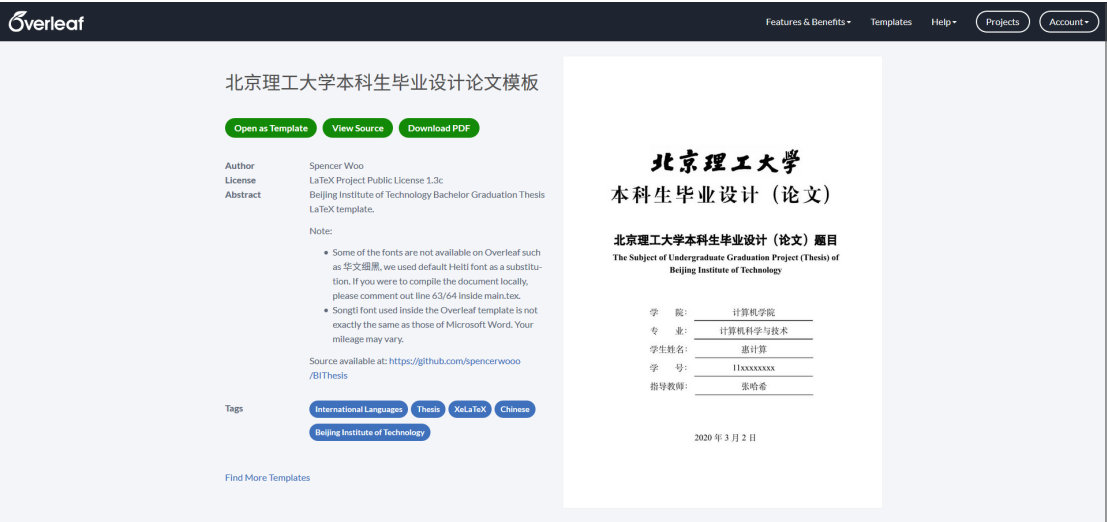 Overleaf
Features & Benefits
Templates
Help
Projects
Account
北京理工大学本科生毕业设计论文模板
Open as Template
View Source
Download PDF
Author
Spencer Woo
License
LaTeX Project Public License 1.3c
Abstract
Beijing Institute of Technology Bachelor Graduation Thesis
LaTeX template.
Note:
• Some of the fonts are not available on Overleaf such
as 华文细黑, we used default Heiti font as a substitu-
tion. If you were to compile the document locally,
please comment out line 63/64 inside main.tex.
• Songti font used inside the Overleaf template is not
exactly the same as those of Microsoft Word. Your
mileage may vary.
Source available at: https://github.com/spencerwooo
/BIThesis
Tags
International Languages
Thesis
XeLaTeX
Chinese
Beijing Institute of Technology
Find More Templates
北京理工大学
本科生毕业设计（论文）
北京理工大学本科生毕业设计（论文）题目
The Subject of Undergraduate Graduation Project (Thesis) of
Beijing Institute of Technology
学 院： 计算机学院
专 业： 计算机科学与技术
学生姓名： 惠计算
学 号： 11xxxxxxxx
指导教师： 张哈希
2020 年 3 月 2 日